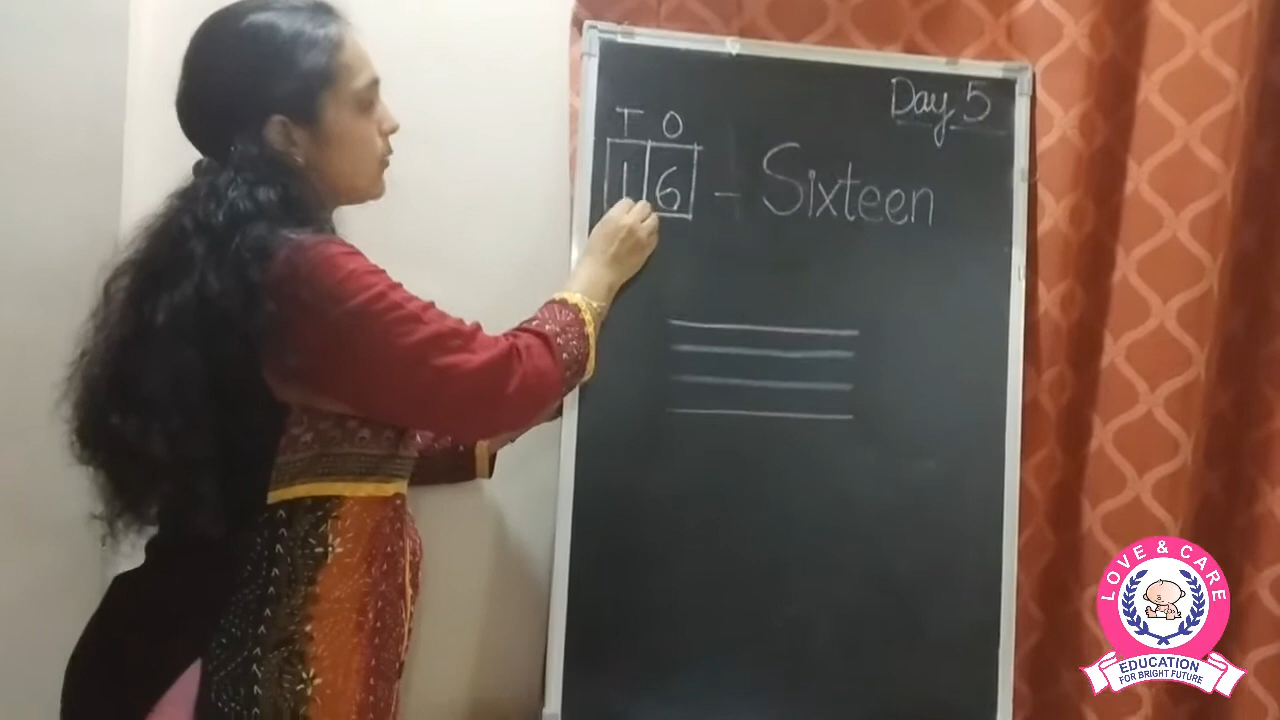 Day 5
T O
16 - Sixteen
LOVE & CARE
EDUCATION
FOR BRIGHT FUTURE